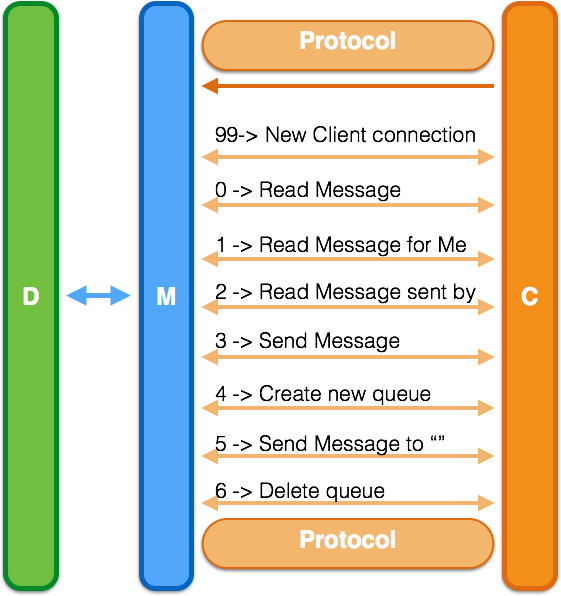 Protocol
99-> New Client connection
0 -> Read Message
1 -> Read Message for Me
D
M
2 -> Read Message sent by
C
3 -> Send Message
4 -> Create new queue
5 -> Send Message to “”
6 -> Delete queue
Protocol